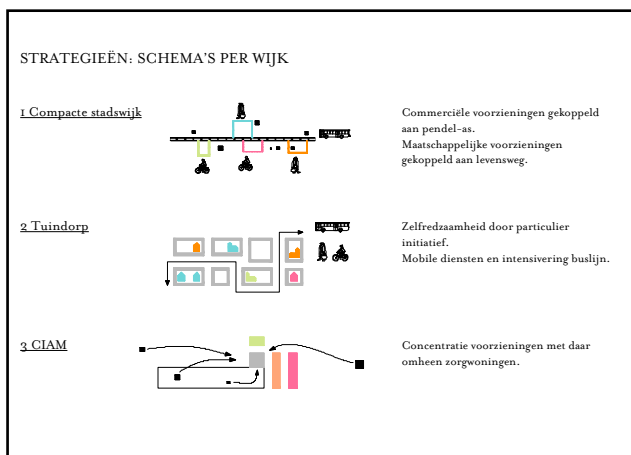 STRATEGIEËN: SCHEMA'S PER WIJK
1 Compacte stadswijk
Commerciële voorzieningen gekoppeld
aan pendel-as.
Maatschappelijke voorzieningen
gekoppeld aan levensweg.
2 Tuindorp
Zelfredzaamheid door particulier
initiatief.
Mobile diensten en intensivering buslijn.
3 CIAM
Concentratie voorzieningen met daar
omheen zorgwoningen.